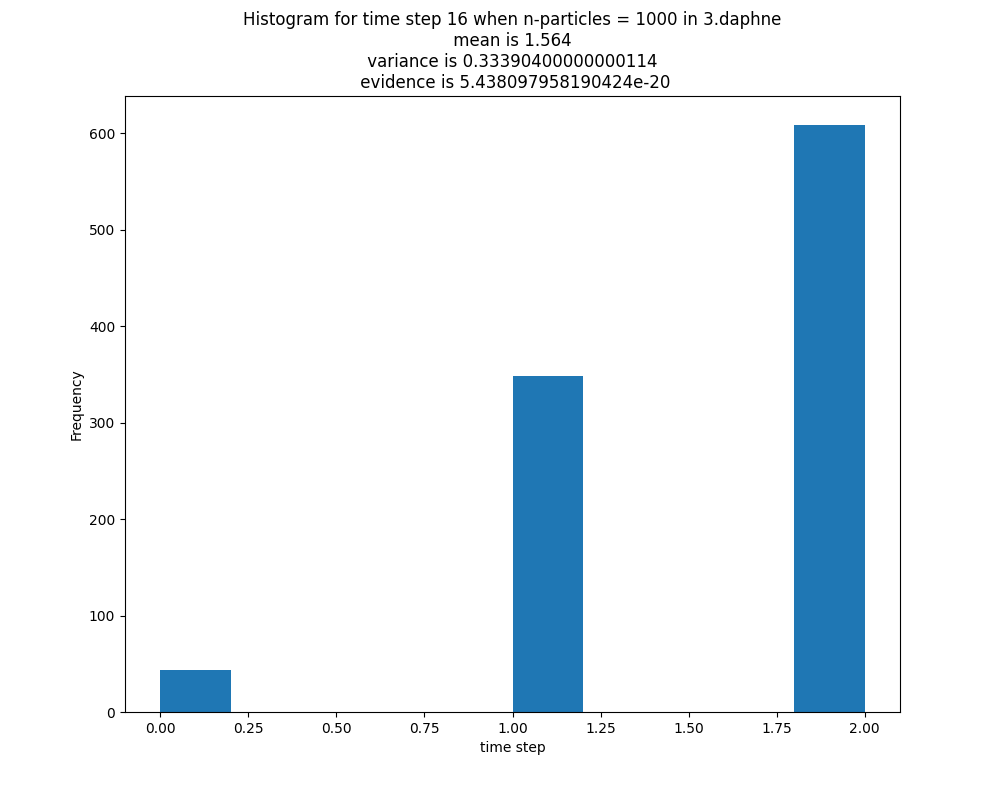 Histogram for time step 16 when n-particles = 1000 in 3.daphne
mean is 1.564
variance is 0.33390400000000114
evidence is 5.438097958190424e-20
600
500
400
300
200
100
0
Frequency
0.00 0.25 0.50 0.75 1.00 1.25 1.50 1.75 2.00
time step